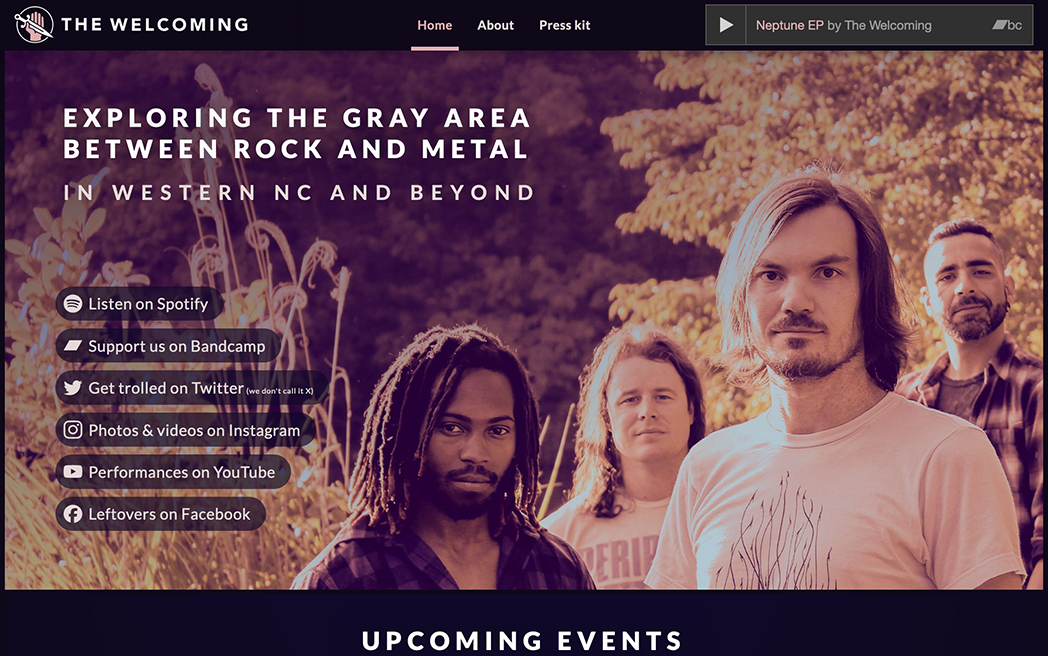 THE WELCOMING
Home
About
Press kit
Neptune EP by The Welcoming
bc
EXPLORING THE GRAY AREA
BETWEEN ROCK AND METAL
IN WESTERN NC AND BEYOND
Listen on Spotify
Support us on Bandcamp
Get trolled on Twitter (we don't call it X)
Photos & videos on Instagram
Performances on YouTube
Leftovers on Facebook
UPCOMING EVENTS